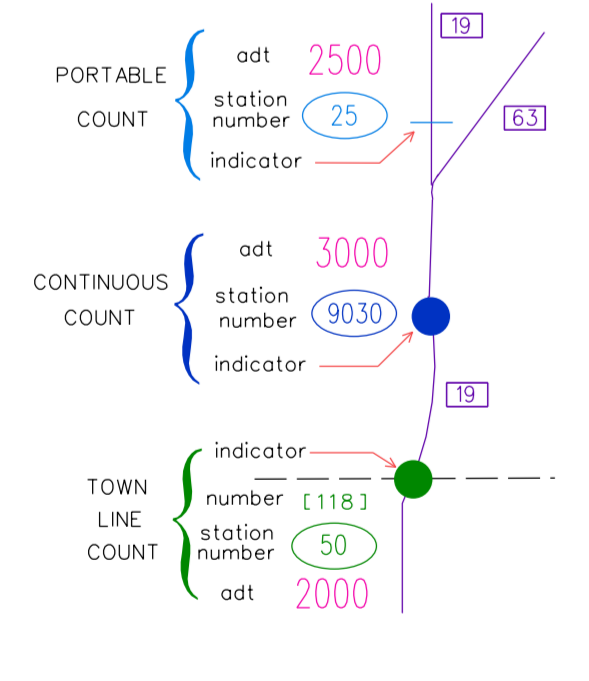 19
adt 2500
PORTABLE
COUNT
station
number 25
63
indicator
adt 3000
CONTINUOUS
COUNT
station
number 9030
indicator
19
indicator
TOWN
LINE
COUNT
number [118]
station
number 50
adt 2000